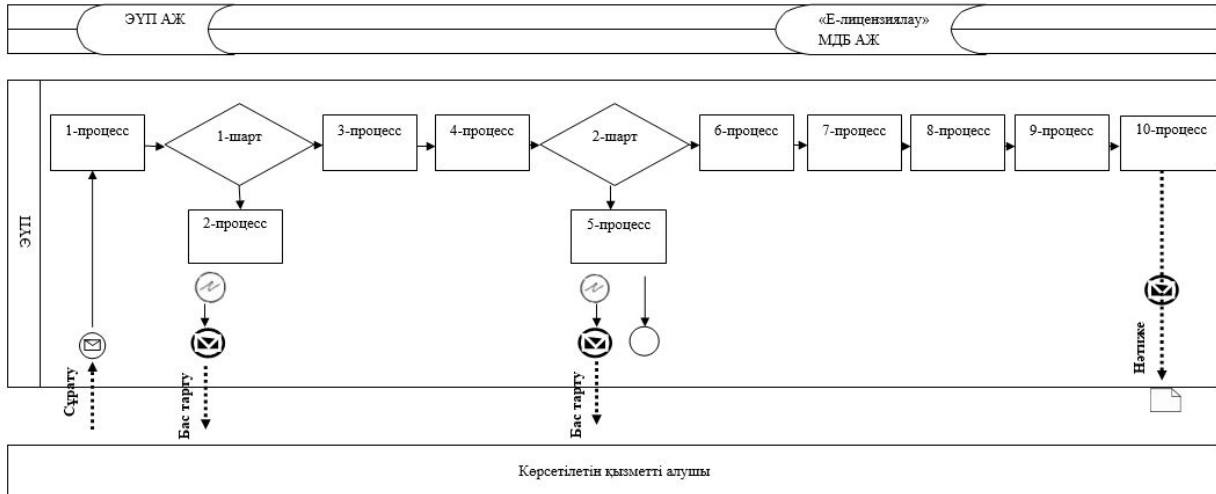 ЭҮП АЖ
«Е-лицензиялау»
МДБ АЖ
ЭҮП
1-процесс
1-шарт
3-процесс
4-процесс
2-шарт
6-процесс
7-процесс
8-процесс
9-процесс
10-процесс
2-процесс
5-процесс
Сұрату
Бас тарту
Бас тарту
Нәтиже
Көрсетілетін қызметті алушы